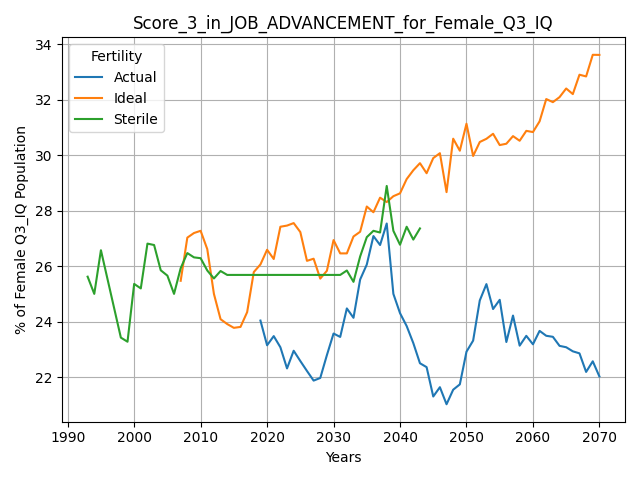 Score_3_in_JOB_ADVANCEMENT_for_Female_Q3_IQ
% of Female Q3_IQ Population
34
32
30
28
26
24
22
Fertility
Actual
Ideal
Sterile
1990 2000 2010 2020 2030 2040 2050 2060 2070
Years